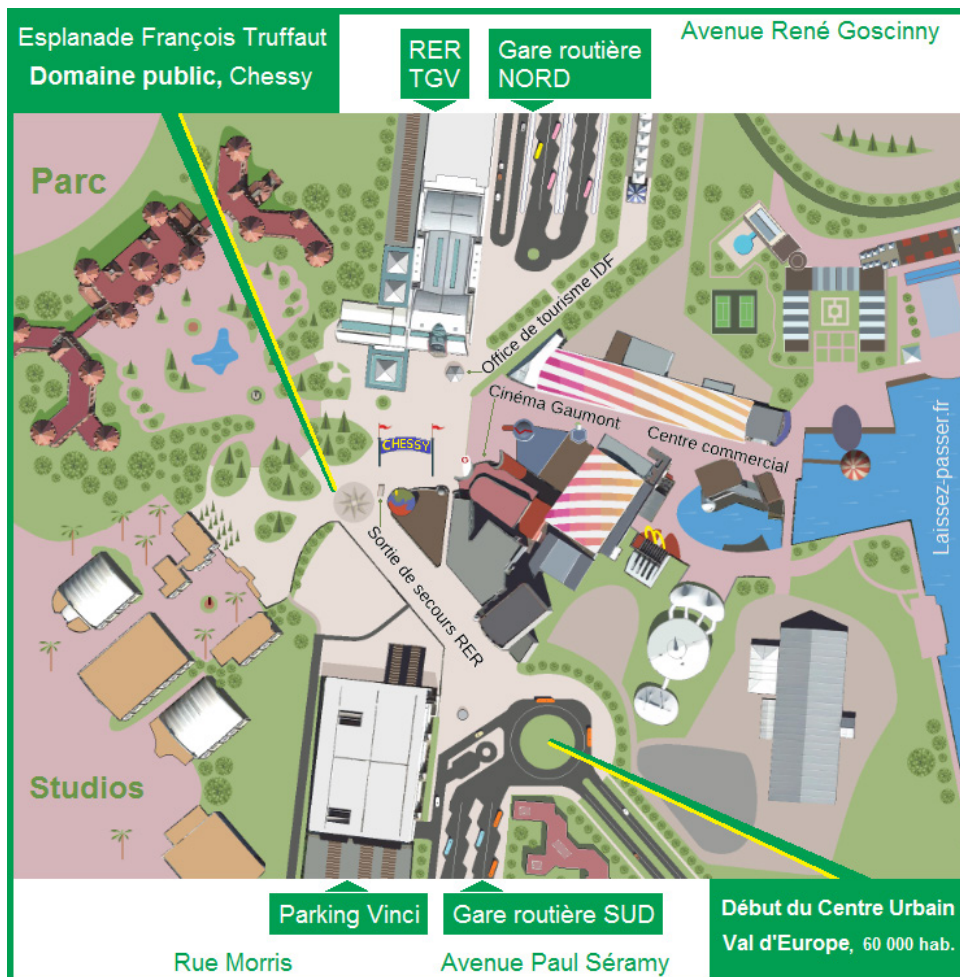 Esplanade François Truffaut
Domaine public, Chessy
RER
TGV
Gare routière
NORD
Avenue René Goscinny
Parc
Office de tourisme IDF
Cinéma Gaumont
Centre commercial
CHESSY
Laissez-passer.fr
Sortie de secours RER
Studios
Parking Vinci
Gare routière SUD
Début du Centre Urbain
Val d'Europe, 60 000 hab.
Rue Morris
Avenue Paul Séramy